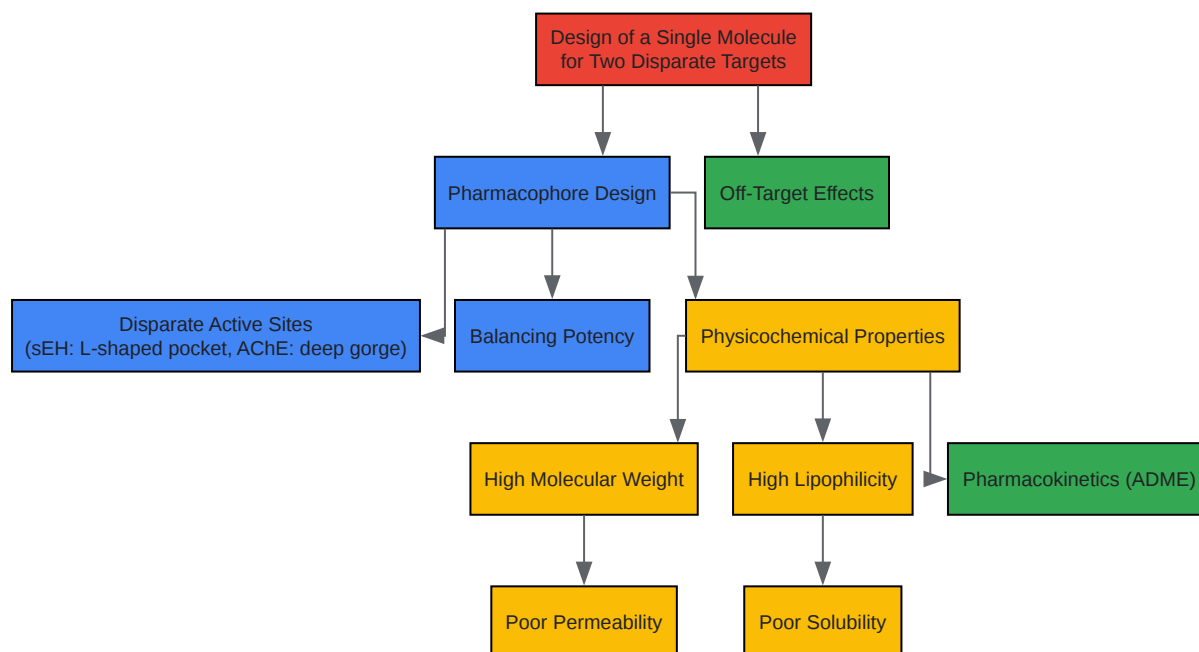 Design of a Single Molecule
for Two Disparate Targets
Pharmacophore Design
Off-Target Effects
Disparate Active Sites
(sEH: L-shaped pocket, AChE: deep gorge)
Balancing Potency
Physicochemical Properties
High Molecular Weight
High Lipophilicity
Pharmacokinetics (ADME)
Poor Permeability
Poor Solubility